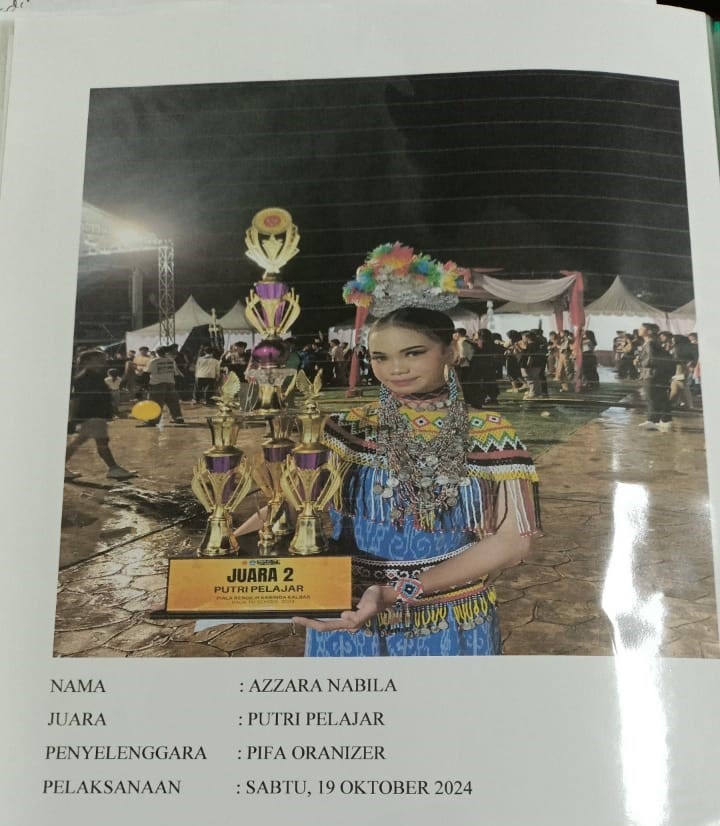 JUARA 2
PUTRI PELAJAR
NAMA : AZZARA NABILA
JUARA : PUTRI PELAJAR
PENYELENGGARA : PIFA ORANIZER
PELAKSANAAN : SABTU, 19 OKTOBER 2024